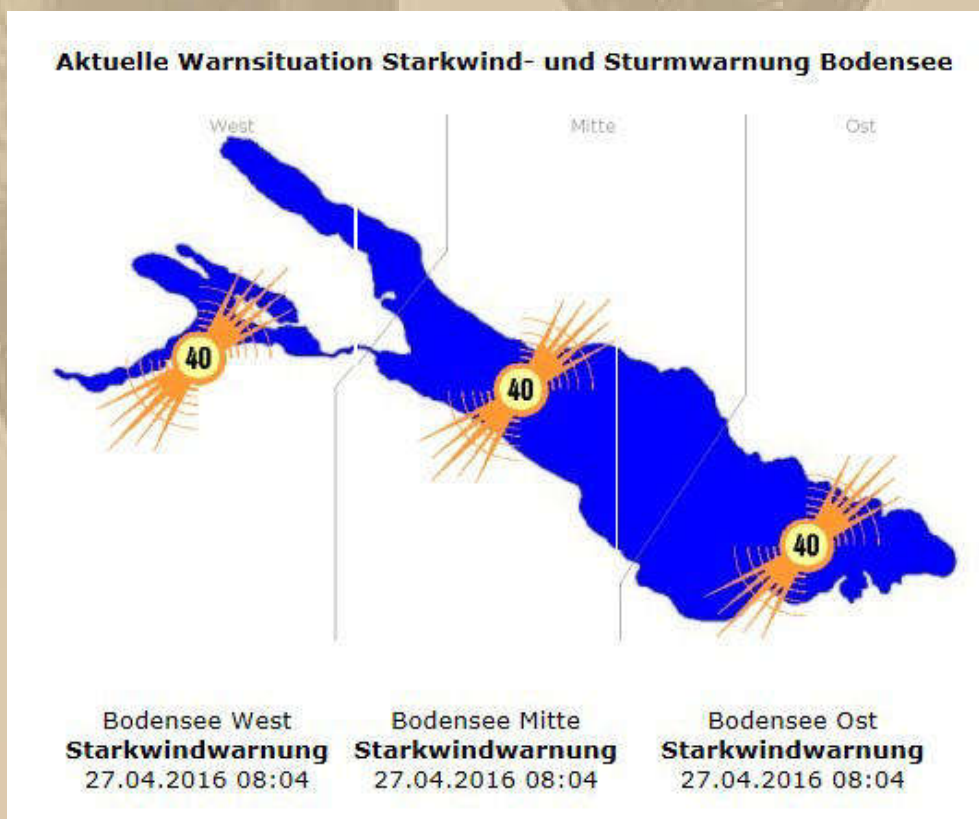 Aktuelle Warnsituation Starkwind- und Sturmwarnung Bodensee
West
Mitte
Ost
40
40
40
Bodensee West
Starkwindwarnung
27.04.2016 08:04
Bodensee Mitte
Starkwindwarnung
27.04.2016 08:04
Bodensee Ost
Starkwindwarnung
27.04.2016 08:04